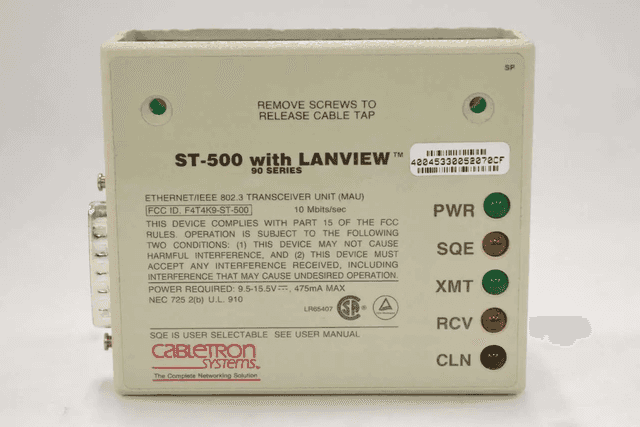 SP
REMOVE SCREWS TO
RELEASE CABLE TAP
ST-500 with LANVIEW™
90 SERIES
40045330052070CF
ETHERNET/IEEE 802.3 TRANSCEIVER UNIT (MAU)
FCC ID. F4T4K9-ST-500 10 Mbits/sec
THIS DEVICE COMPLIES WITH PART 15 OF THE FCC
RULES. OPERATION IS SUBJECT TO THE FOLLOWING
TWO CONDITIONS: (1) THIS DEVICE MAY NOT CAUSE
HARMFUL INTERFERENCE, AND (2) THIS DEVICE MUST
ACCEPT ANY INTERFERENCE RECEIVED, INCLUDING
INTERFERENCE THAT MAY CAUSE UNDESIRED OPERATION.
POWER REQUIRED: 9.5-15.5V⎓, 475mA MAX
NEC 725 2(b) U.L. 910
LR65407
SQE IS USER SELECTABLE SEE USER MANUAL
CABLETRON
SYSTEMS
The Complete Networking Solution
PWR
SQE
XMT
RCV
CLN